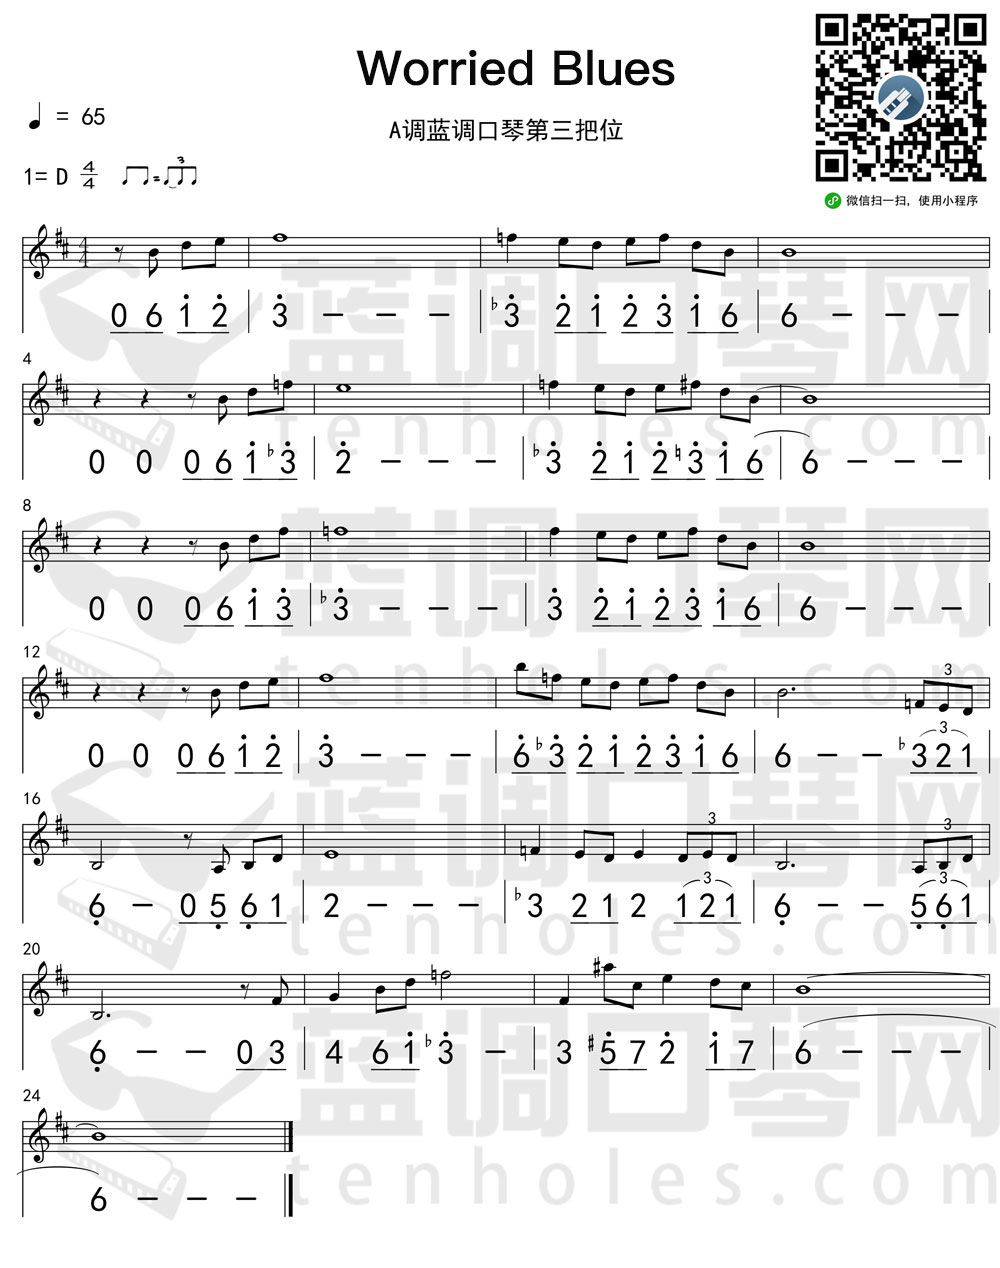 Worried Blues
= 65
A调蓝调口琴第三把位
1= D 4/4 = 3
微信扫一扫，使用小程序
0 6 1 2 | 3 — — — | ♭3 2 1 2 3 1 6 | 6 — — —
4
0 0 0 6 1 ♭3 | 2 — — — | ♭3 2 1 2 ♮3 1 6 | 6 — — —
8
0 0 0 6 1 3 | ♭3 — — — | 3 2 1 2 3 1 6 | 6 — — —
12
3
0 0 0 6 1 2 | 3 — — — | 6 ♭3 2 1 2 3 1 6 | 6 — — ♭3 2 1
3
16
3 3
2 — — — | ♭3 2 1 2 1 2 1 | 6 — — 5 6 1
6 — 0 5 6 1
3 3
20
6 — — 0 3 | 4 6 1 ♭3 — | 3 #5 7 2 1 7 | 6 — — —
24
6 — — —
蓝调口琴网
tenholes.com